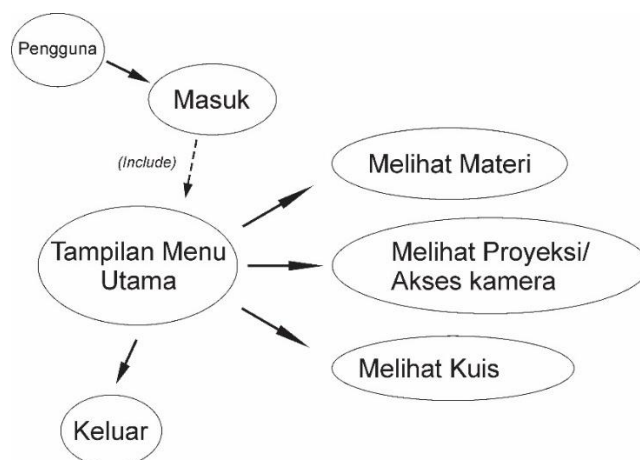 Pengguna
Masuk
(Include)
Tampilan Menu
Utama
Melihat Materi
Melihat Proyeksi/
Akses kamera
Melihat Kuis
Keluar